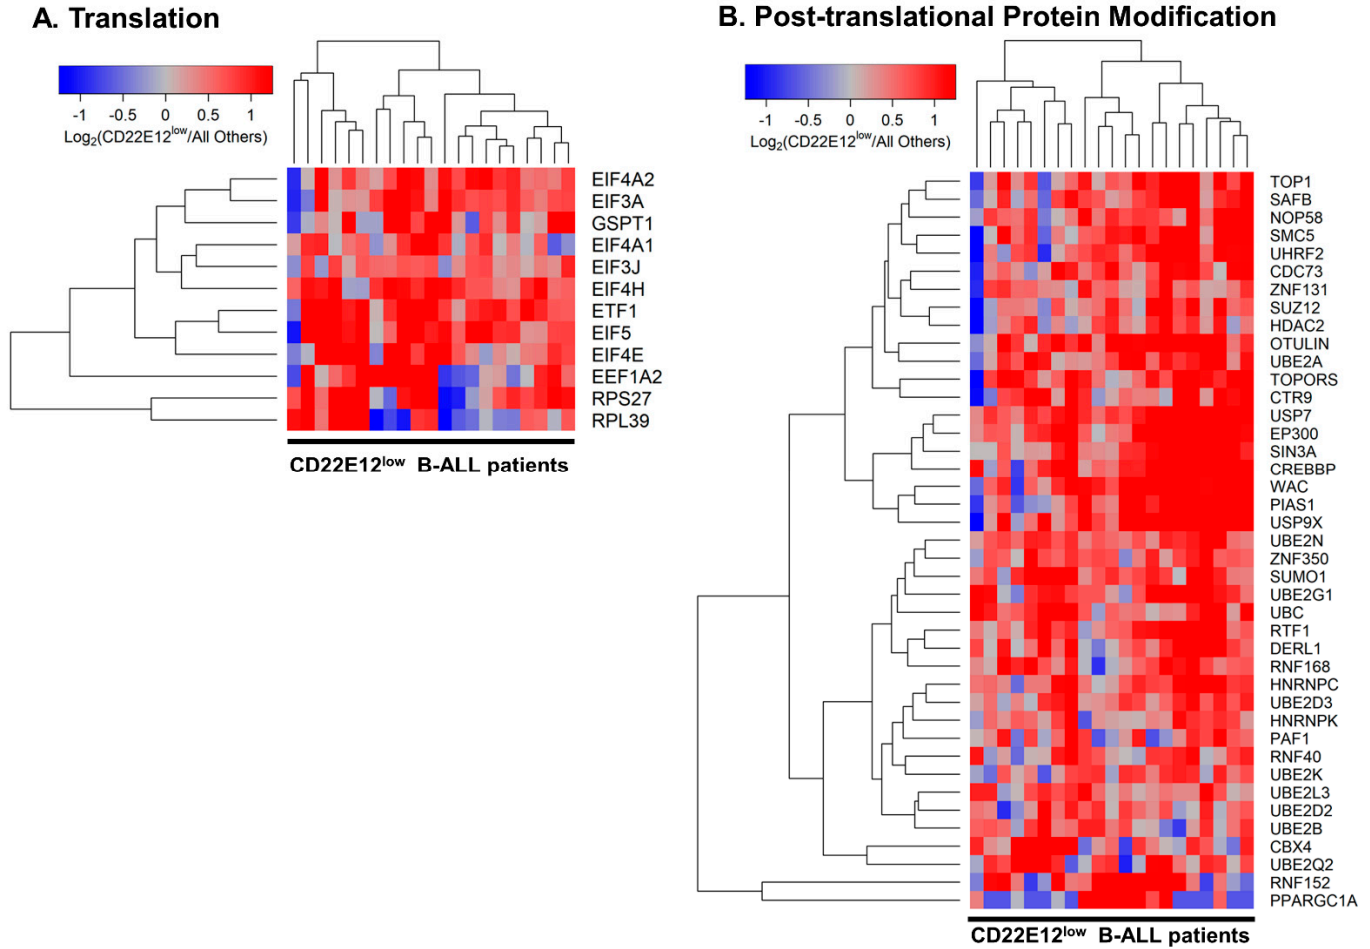 A. Translation
-1 -0.5 0 0.5 1
Log2(CD22E12low/All Others)
EIF4A2
EIF3A
GSPT1
EIF4A1
EIF3J
EIF4H
ETF1
EIF5
EIF4E
EEF1A2
RPS27
RPL39
CD22E12low B-ALL patients
B. Post-translational Protein Modification
-1 -0.5 0 0.5 1
Log2(CD22E12low/All Others)
TOP1
SAFB
NOP58
SMC5
UHRF2
CDC73
ZNF131
SUZ12
HDAC2
OTULIN
UBE2A
TOPORS
CTR9
USP7
EP300
SIN3A
CREBBP
WAC
PIAS1
USP9X
UBE2N
ZNF350
SUMO1
UBE2G1
UBC
RTF1
DERL1
RNF168
HNRNPC
UBE2D3
HNRNPK
PAF1
RNF40
UBE2K
UBE2L3
UBE2D2
UBE2B
CBX4
UBE2Q2
RNF152
PPARGC1A
CD22E12low B-ALL patients